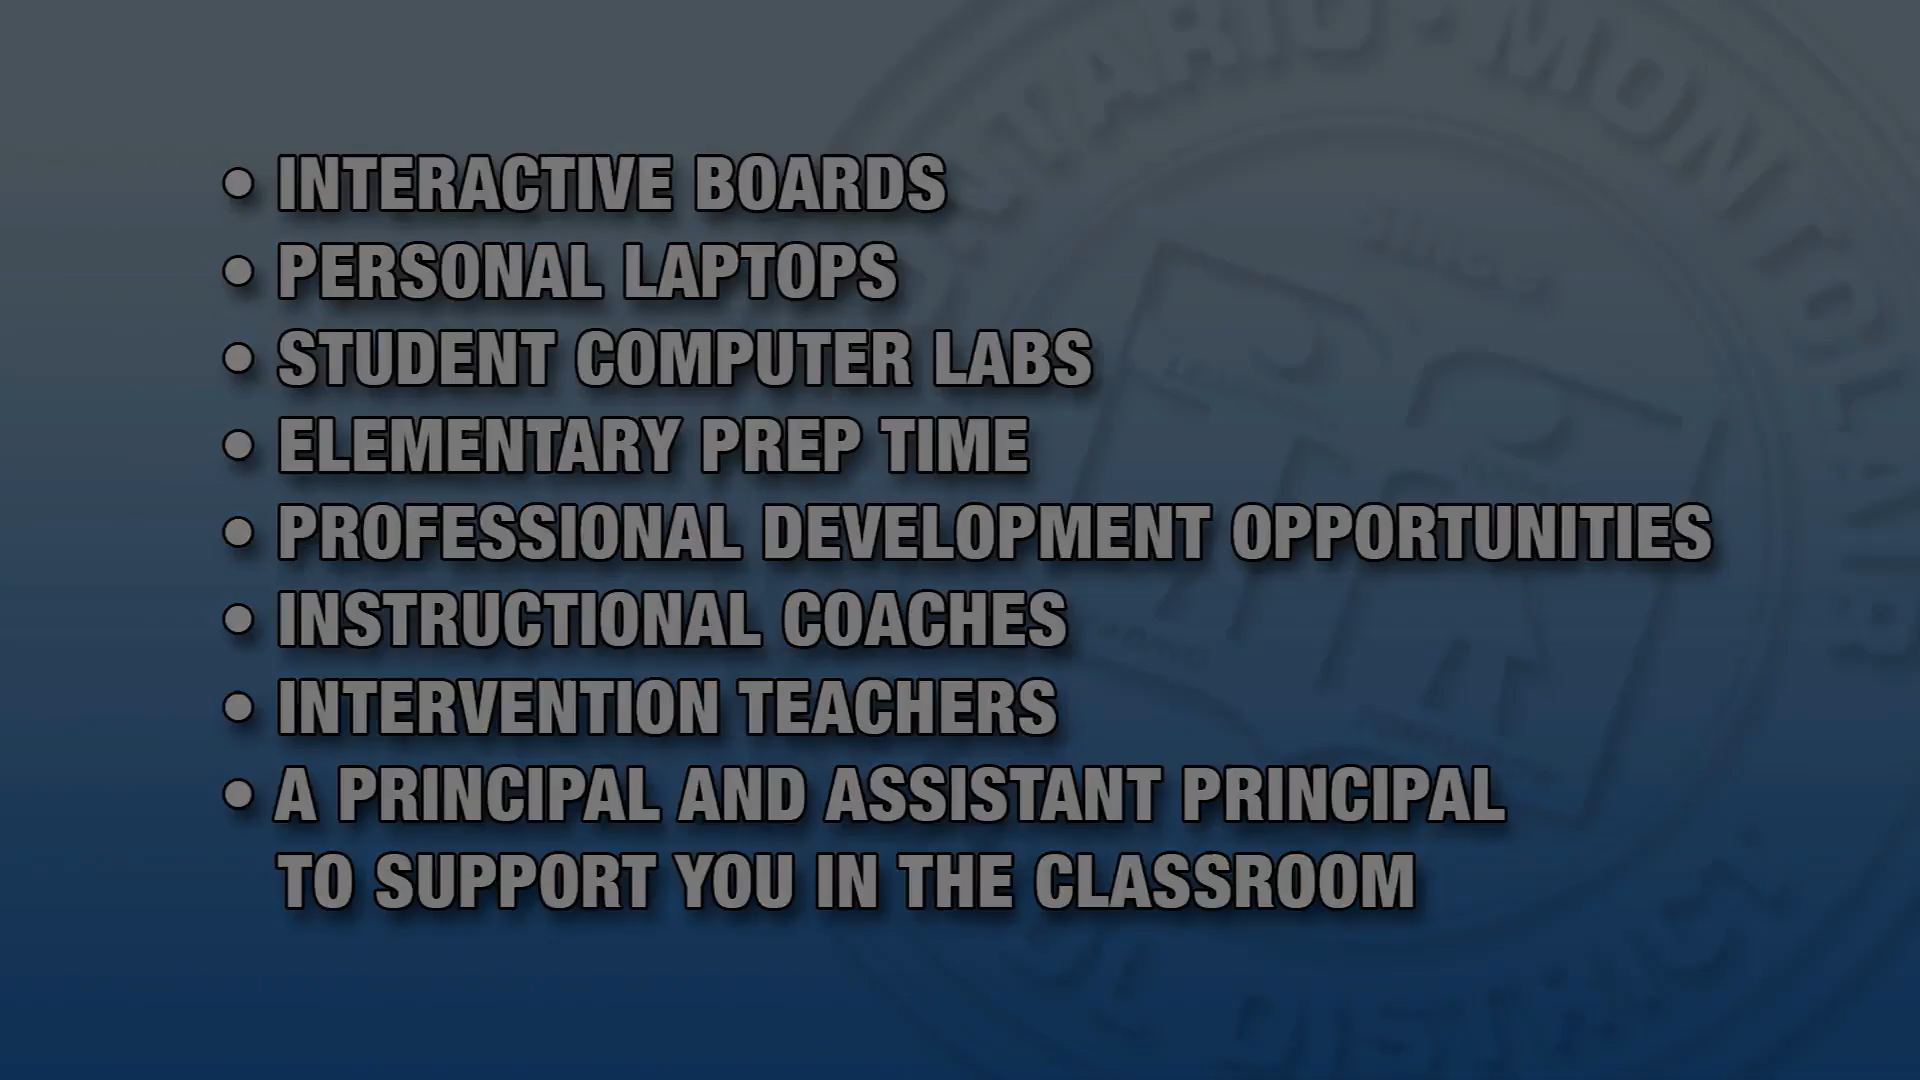 • INTERACTIVE BOARDS
• PERSONAL LAPTOPS
• STUDENT COMPUTER LABS
• ELEMENTARY PREP TIME
• PROFESSIONAL DEVELOPMENT OPPORTUNITIES
• INSTRUCTIONAL COACHES
• INTERVENTION TEACHERS
• A PRINCIPAL AND ASSISTANT PRINCIPAL
TO SUPPORT YOU IN THE CLASSROOM
DISTRICT